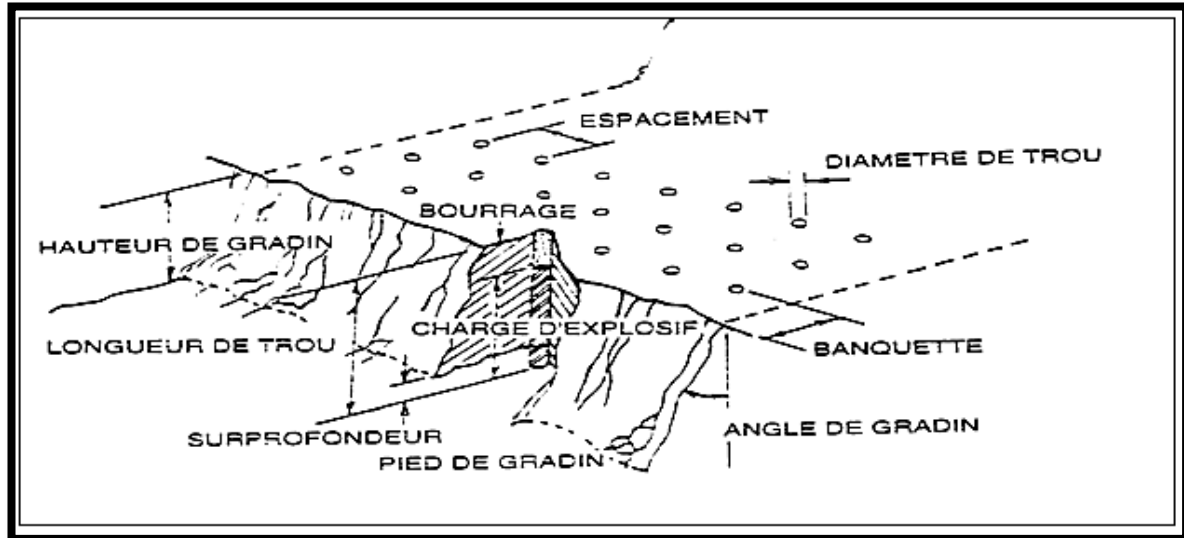 ESPACEMENT
DIAMETRE DE TROU
BOURRAGE
HAUTEUR DE GRADIN
CHARGE D'EXPLOSIF
LONGUEUR DE TROU
BANQUETTE
ANGLE DE GRADIN
SURPROFONDEUR
PIED DE GRADIN